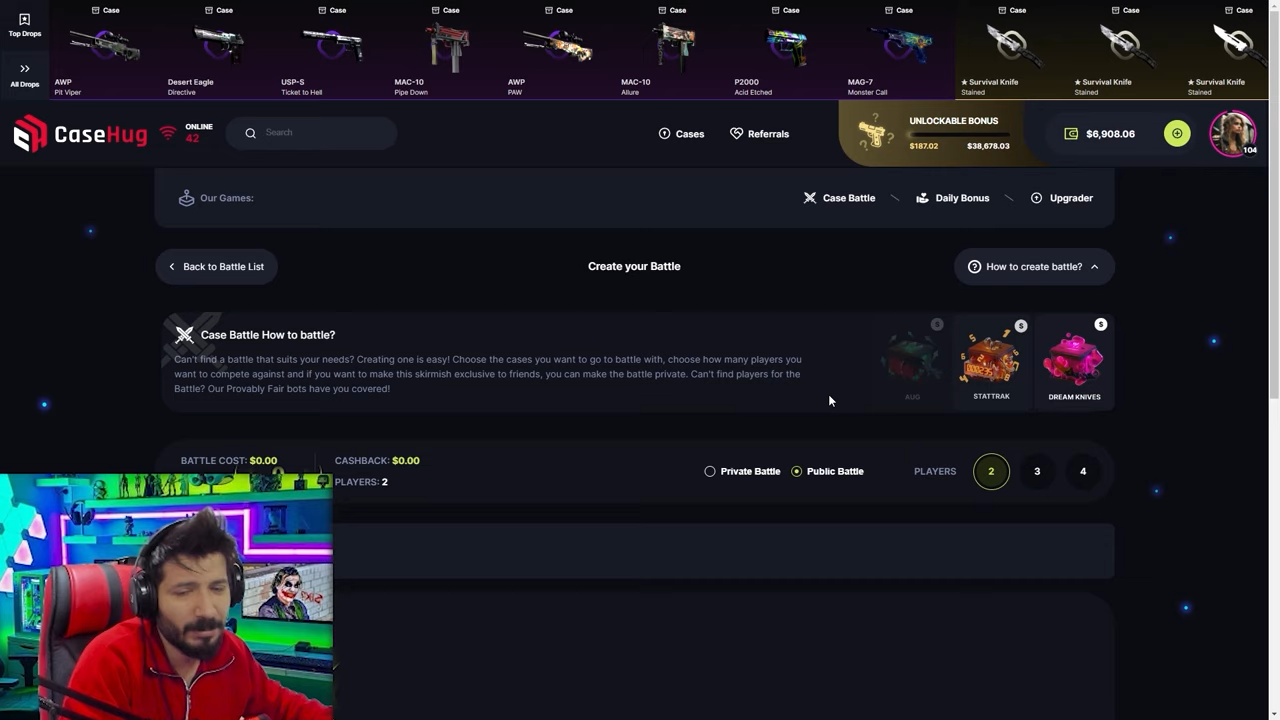 Top Drops
All Drops
Case
AWP
Pit Viper
Case
Desert Eagle
Directive
Case
USP-S
Ticket to Hell
Case
MAC-10
Pipe Down
Case
AWP
PAW
Case
MAC-10
Allure
Case
P2000
Acid Etched
Case
MAG-7
Monster Call
Case
★ Survival Knife
Stained
Case
★ Survival Knife
Stained
Case
★ Survival Knife
Stained
CaseHug
ONLINE
42
Search
Cases
Referrals
UNLOCKABLE BONUS
$187.02 $38,678.03
$6,908.06
104
Our Games:
Case Battle
Daily Bonus
Upgrader
Back to Battle List
Create your Battle
How to create battle?
Case Battle How to battle?
Can't find a battle that suits your needs? Creating one is easy! Choose the cases you want to go to battle with, choose how many players you
want to compete against and if you want to make this skirmish exclusive to friends, you can make the battle private. Can't find players for the
Battle? Our Provably Fair bots have you covered!
AUG
STATTRAK
DREAM KNIVES
BATTLE COST: $0.00
CASHBACK: $0.00
PLAYERS: 2
Private Battle
Public Battle
PLAYERS
2
3
4